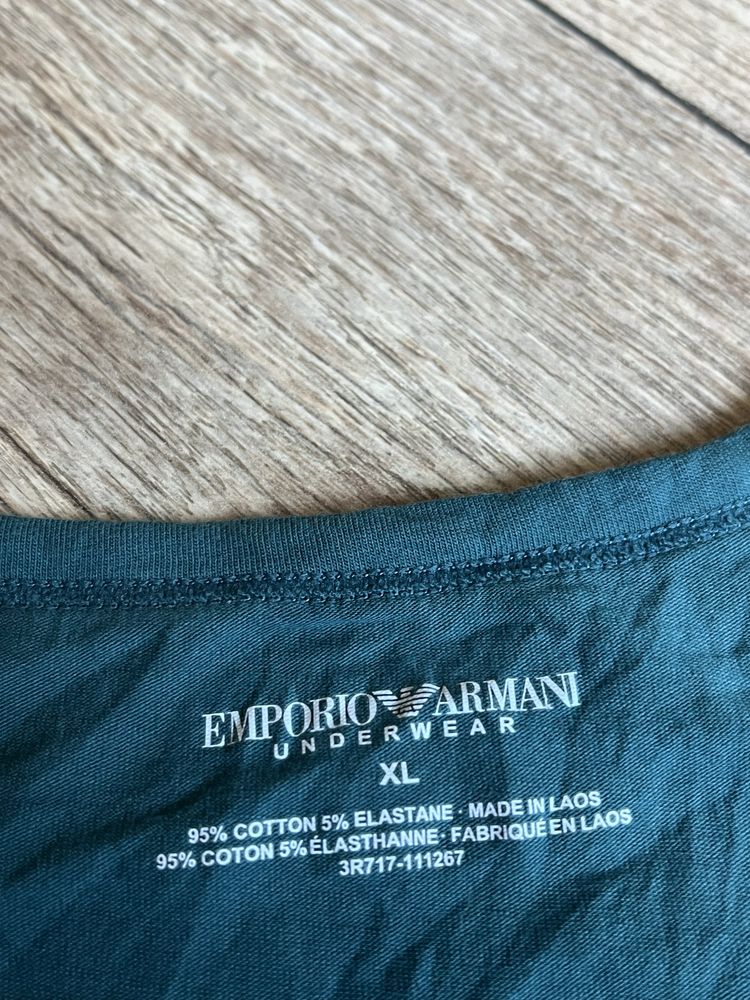 EMPORIO ARMANI
UNDERWEAR
XL
95% COTTON 5% ELASTANE · MADE IN LAOS
95% COTON 5% ÉLASTHANNE · FABRIQUÉ EN LAOS
3R717-111267